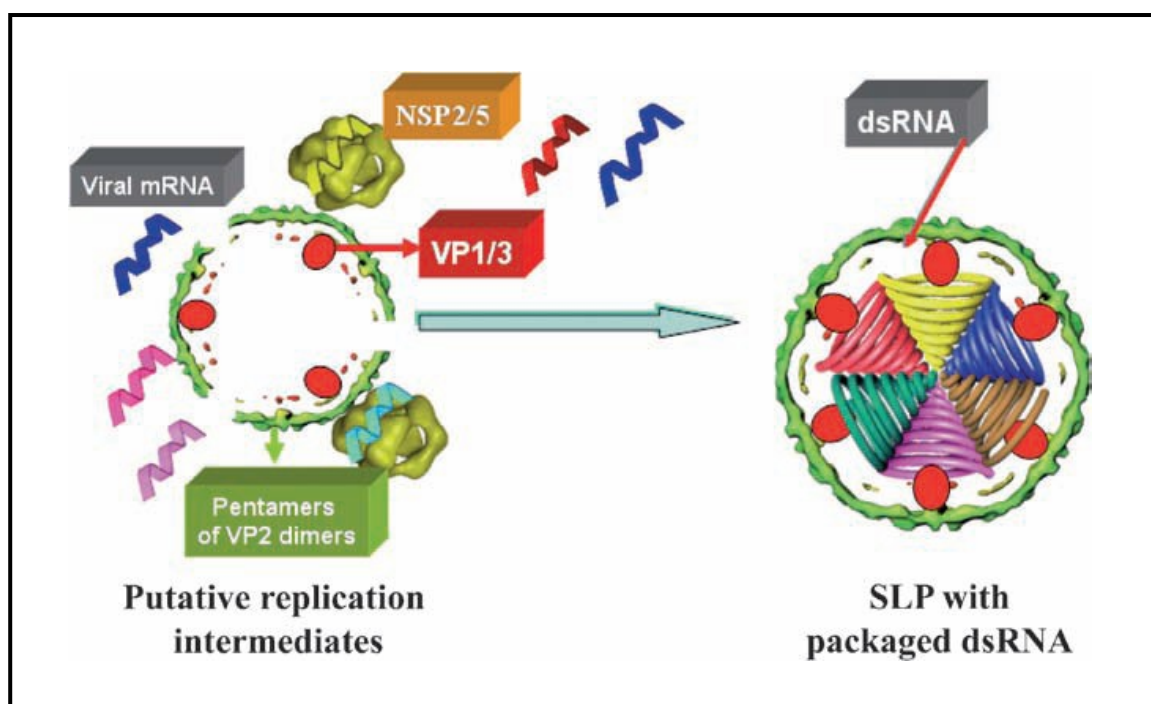 NSP2/5
dsRNA
Viral mRNA
VP1/3
Pentamers
of VP2 dimers
Putative replication
intermediates
SLP with
packaged dsRNA